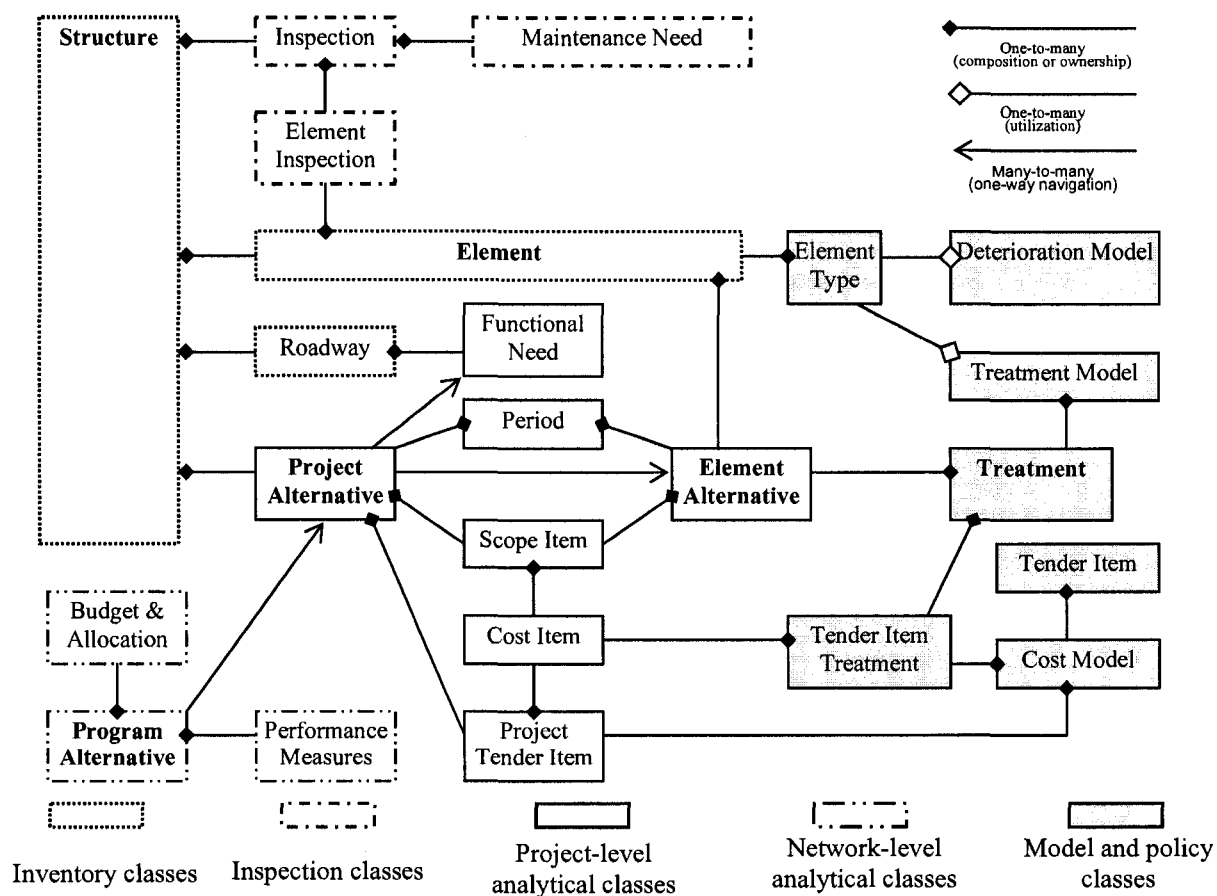 Structure
Inspection
Maintenance Need
One-to-many
(composition or ownership)
Element
Inspection
One-to-many
(utilization)
Many-to-many
(one-way navigation)
Element
Element
Type
Deterioration Model
Roadway
Functional
Need
Treatment Model
Period
Project
Alternative
Element
Alternative
Treatment
Scope Item
Tender Item
Budget &
Allocation
Cost Item
Tender Item
Treatment
Cost Model
Program
Alternative
Performance
Measures
Project
Tender Item
Inventory classes
Inspection classes
Project-level
analytical classes
Network-level
analytical classes
Model and policy
classes